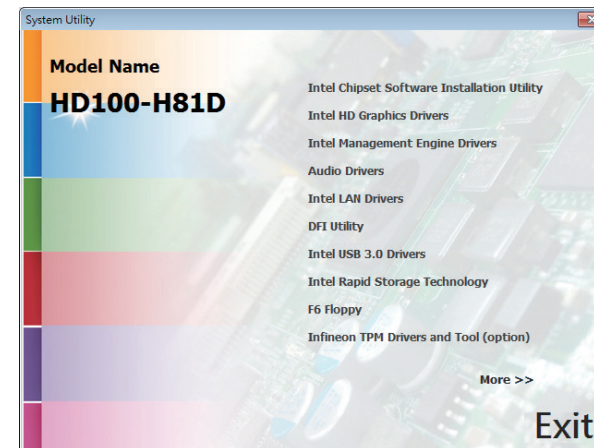 System Utility
Model Name
HD100-H81D
Intel Chipset Software Installation Utility
Intel HD Graphics Drivers
Intel Management Engine Drivers
Audio Drivers
Intel LAN Drivers
DFI Utility
Intel USB 3.0 Drivers
Intel Rapid Storage Technology
F6 Floppy
Infineon TPM Drivers and Tool (option)
More >>
Exit